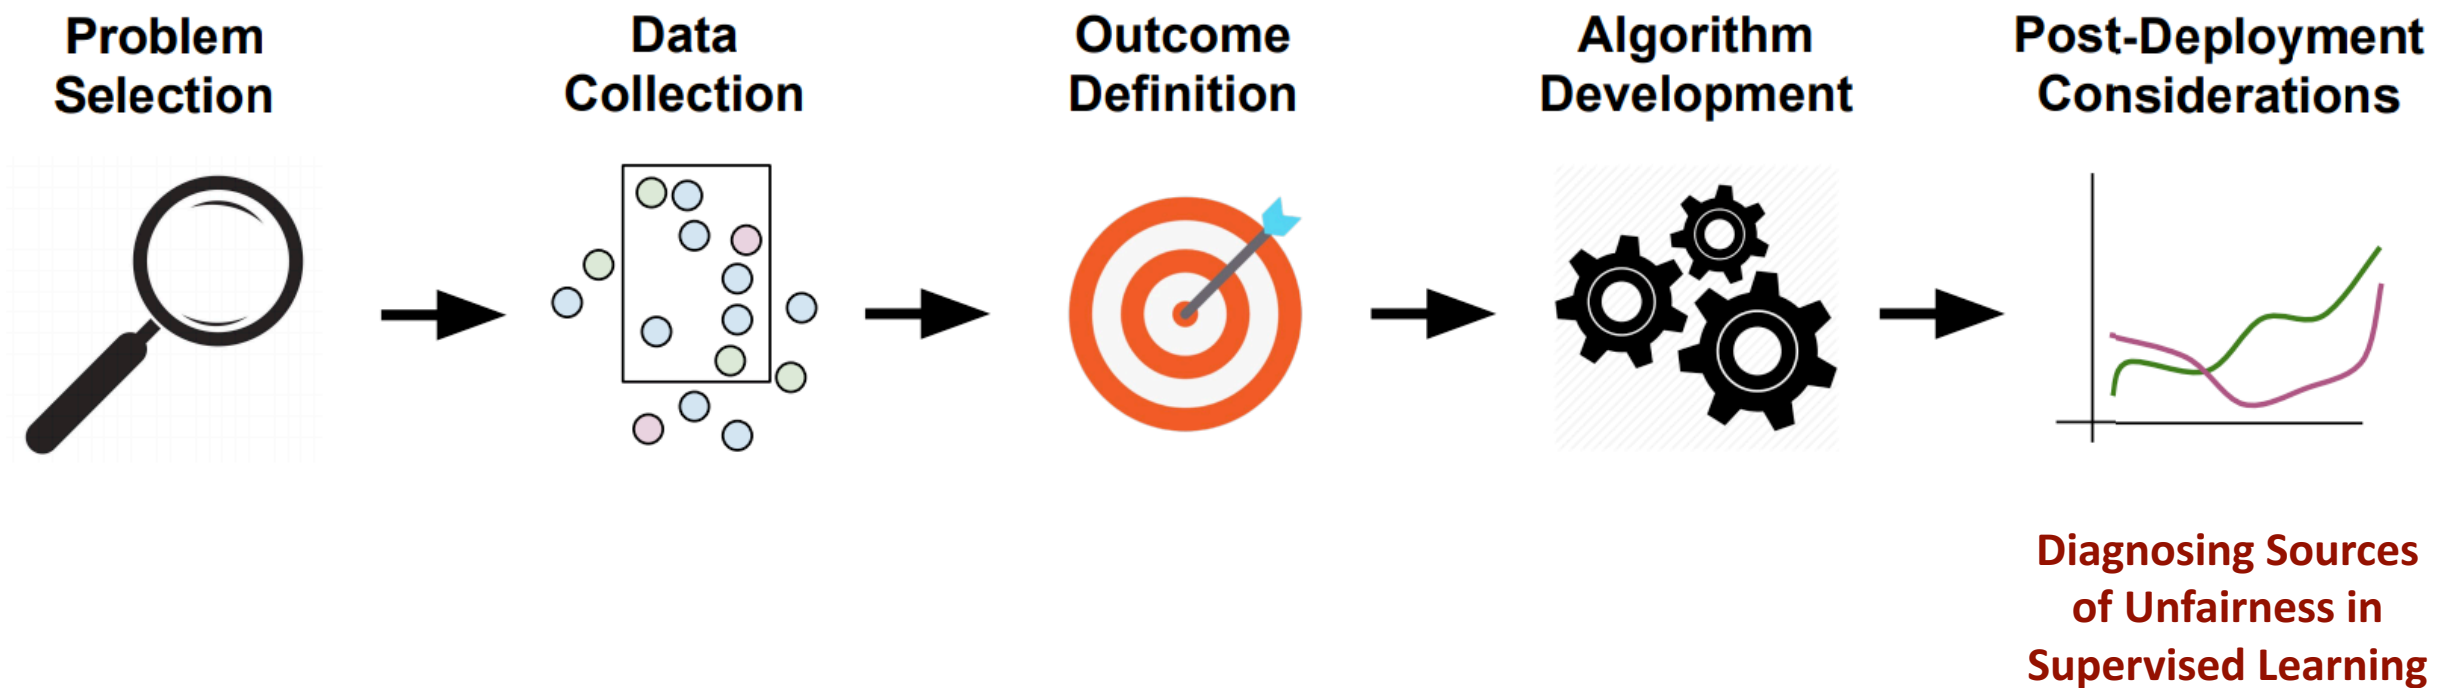 Problem
Selection
Data
Collection
Outcome
Definition
Algorithm
Development
Post-Deployment
Considerations
Diagnosing Sources
of Unfairness in
Supervised Learning